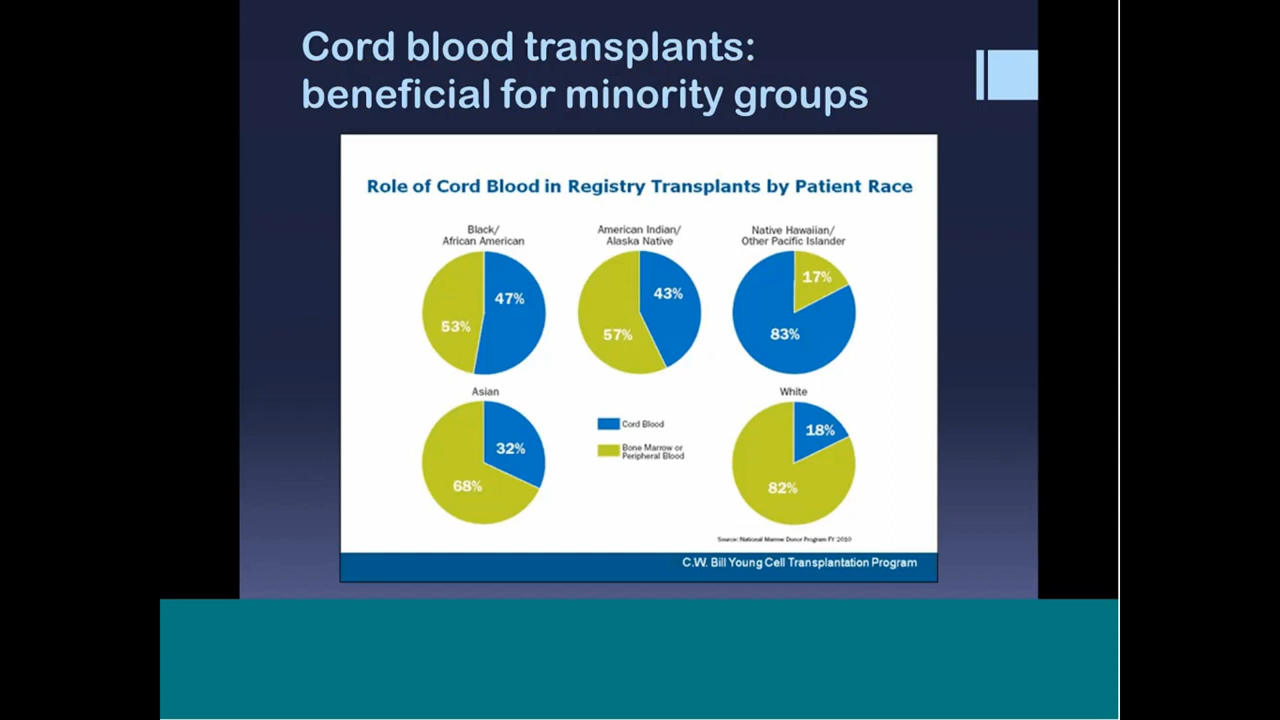 Cord blood transplants:
beneficial for minority groups
Role of Cord Blood in Registry Transplants by Patient Race
Black/
African American
47%
53%
American Indian/
Alaska Native
43%
57%
Native Hawaiian/
Other Pacific Islander
17%
83%
Asian
32%
68%
Cord Blood
Bone Marrow or
Peripheral Blood
White
18%
82%
Source: National Marrow Donor Program FY 2010
C.W. Bill Young Cell Transplantation Program